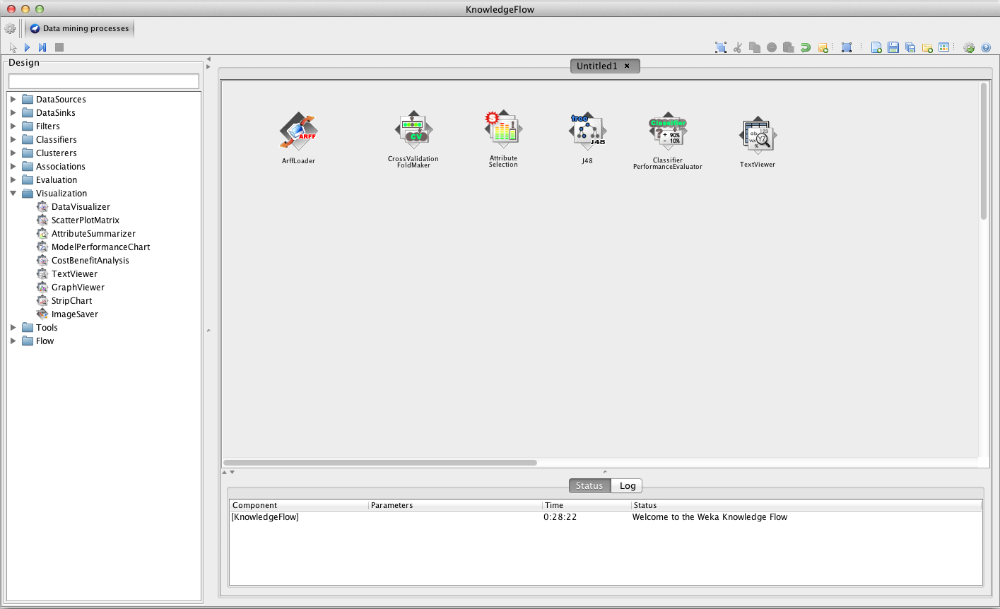 KnowledgeFlow
Data mining processes
Design
Untitled1 ×
DataSources
DataSinks
Filters
Classifiers
Clusterers
Associations
Evaluation
Visualization
DataVisualizer
ScatterPlotMatrix
AttributeSummarizer
ModelPerformanceChart
CostBenefitAnalysis
TextViewer
GraphViewer
StripChart
ImageSaver
Tools
Flow
ARFF
ArffLoader
CV
CrossValidation
FoldMaker
S
Attribute
Selection
tree
J48
J48
Classifier
? + 90%
- 10%
Classifier
PerformanceEvaluator
ab 123
wx YZ
%
TextViewer
Status Log
Component Parameters Time Status
[KnowledgeFlow] 0:28:22 Welcome to the Weka Knowledge Flow